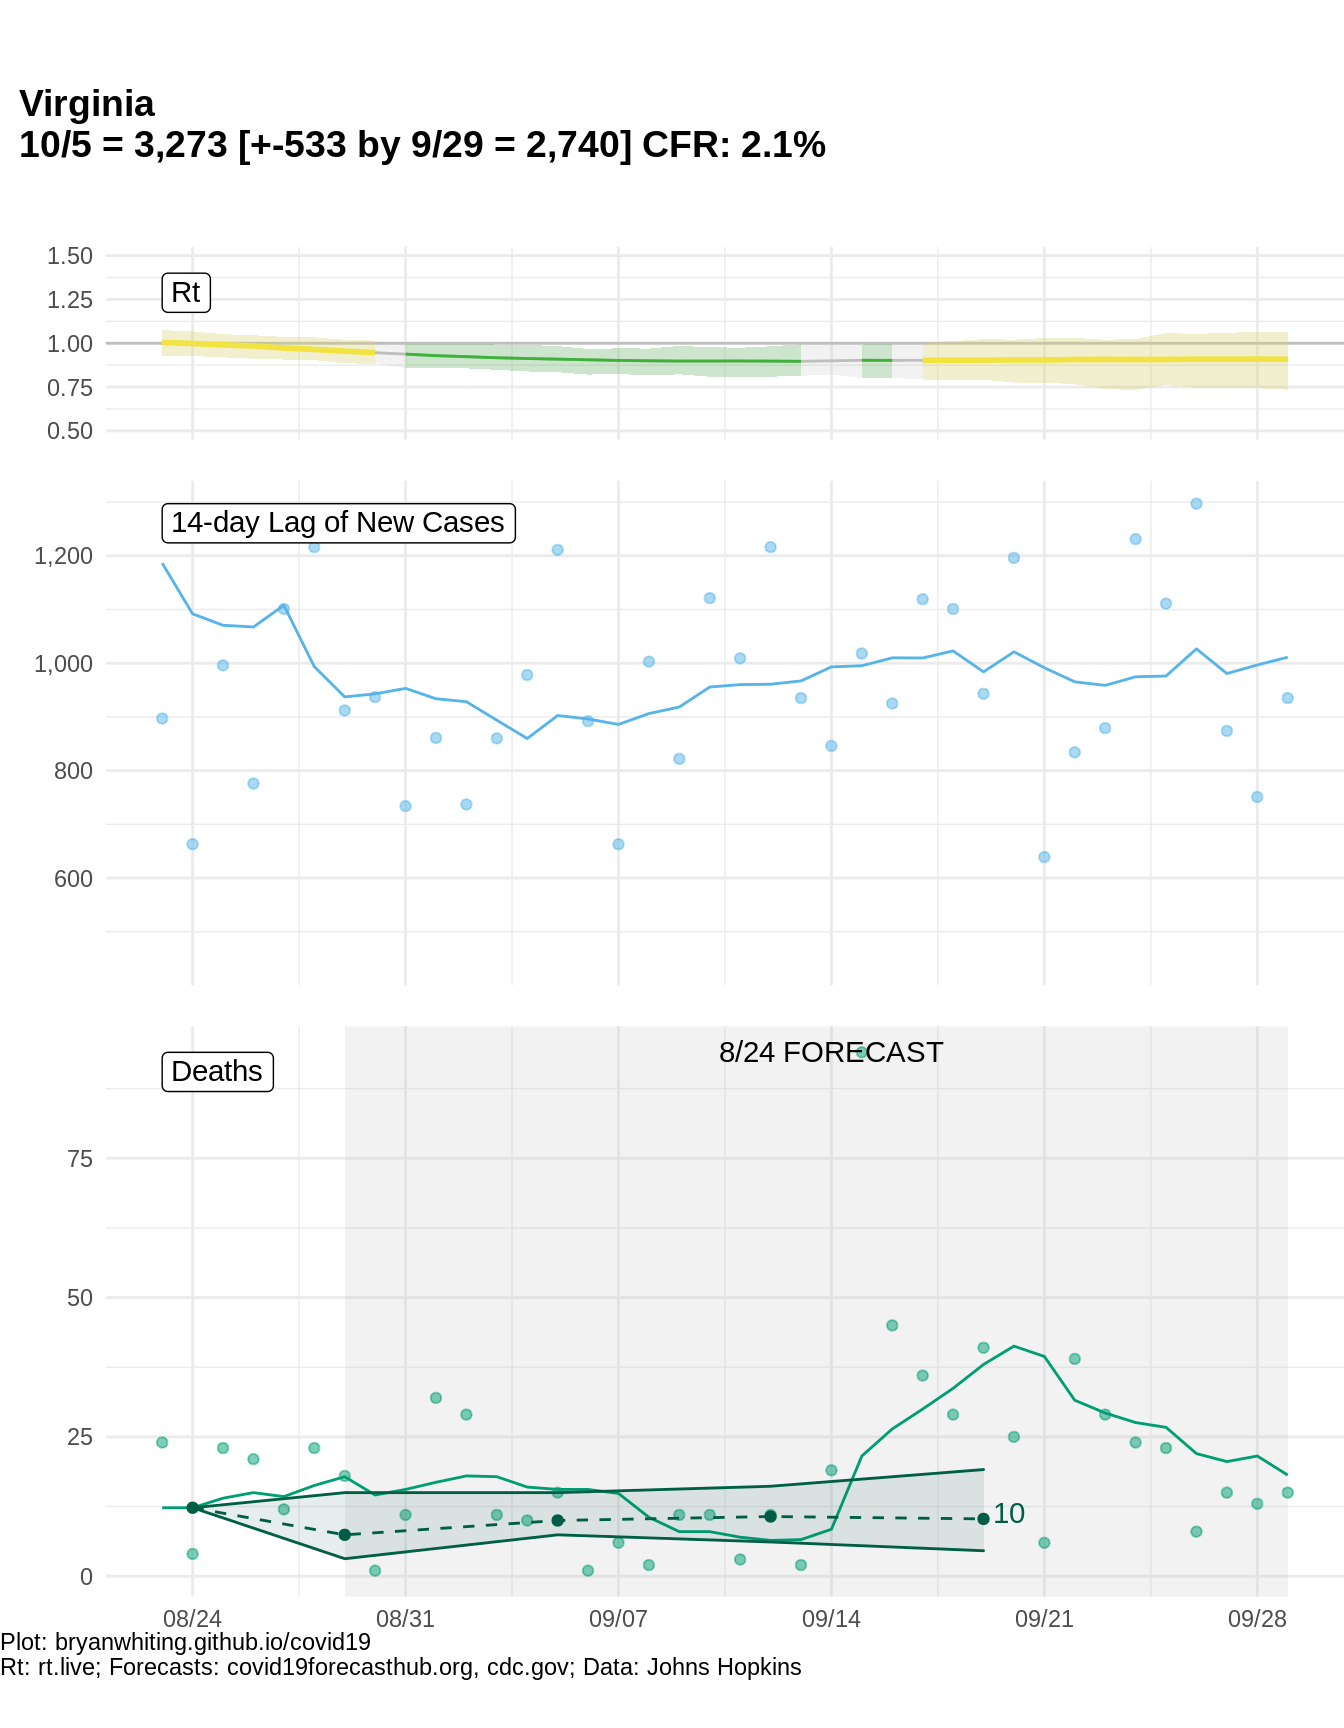 Virginia
10/5 = 3,273 [+-533 by 9/29 = 2,740] CFR: 2.1%
1.50
1.25
1.00
0.75
0.50
Rt
14-day Lag of New Cases
1,200
1,000
800
600
8/24 FORECAST
Deaths
75
50
25
0
10
08/24 08/31 09/07 09/14 09/21 09/28
Plot: bryanwhiting.github.io/covid19
Rt: rt.live; Forecasts: covid19forecasthub.org, cdc.gov; Data: Johns Hopkins